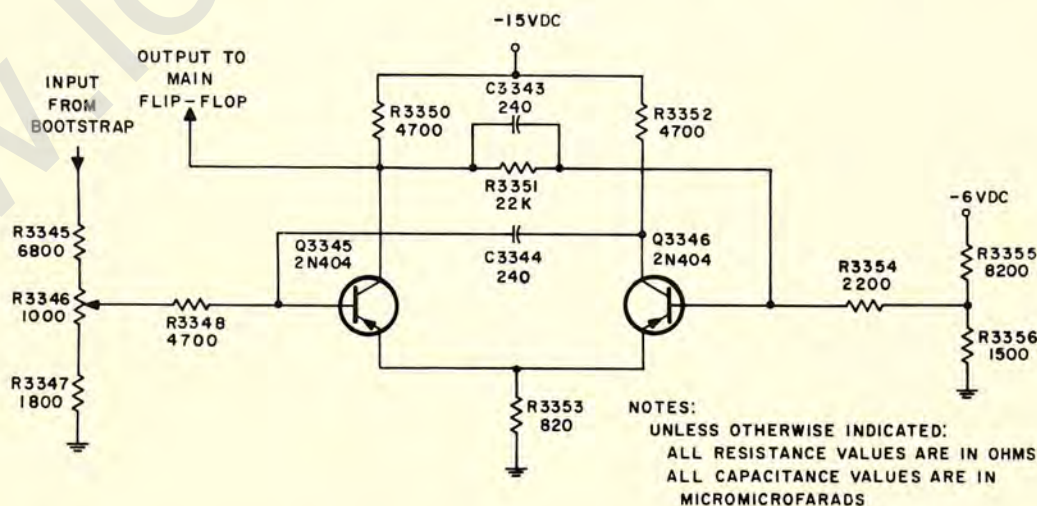 -15VDC
OUTPUT TO
MAIN
FLIP-FLOP
INPUT
FROM
BOOTSTRAP
C3343
240
R3350
4700
R3352
4700
R3351
22K
-6VDC
R3345
6800
Q3345
2N404
C3344
240
Q3346
2N404
R3354
2200
R3355
8200
R3346
1000
R3348
4700
R3356
1500
R3347
1800
R3353
820
NOTES:
UNLESS OTHERWISE INDICATED:
ALL RESISTANCE VALUES ARE IN OHMS
ALL CAPACITANCE VALUES ARE IN
MICROMICROFARADS